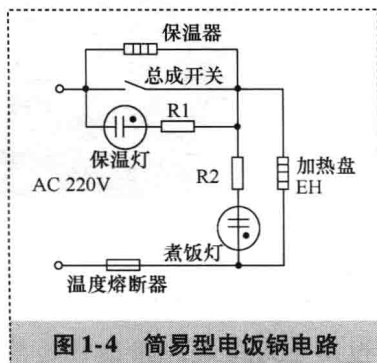 保温器
总成开关
R1
保温灯
AC 220V
R2
加热盘
EH
煮饭灯
温度熔断器
图1-4 简易型电饭锅电路